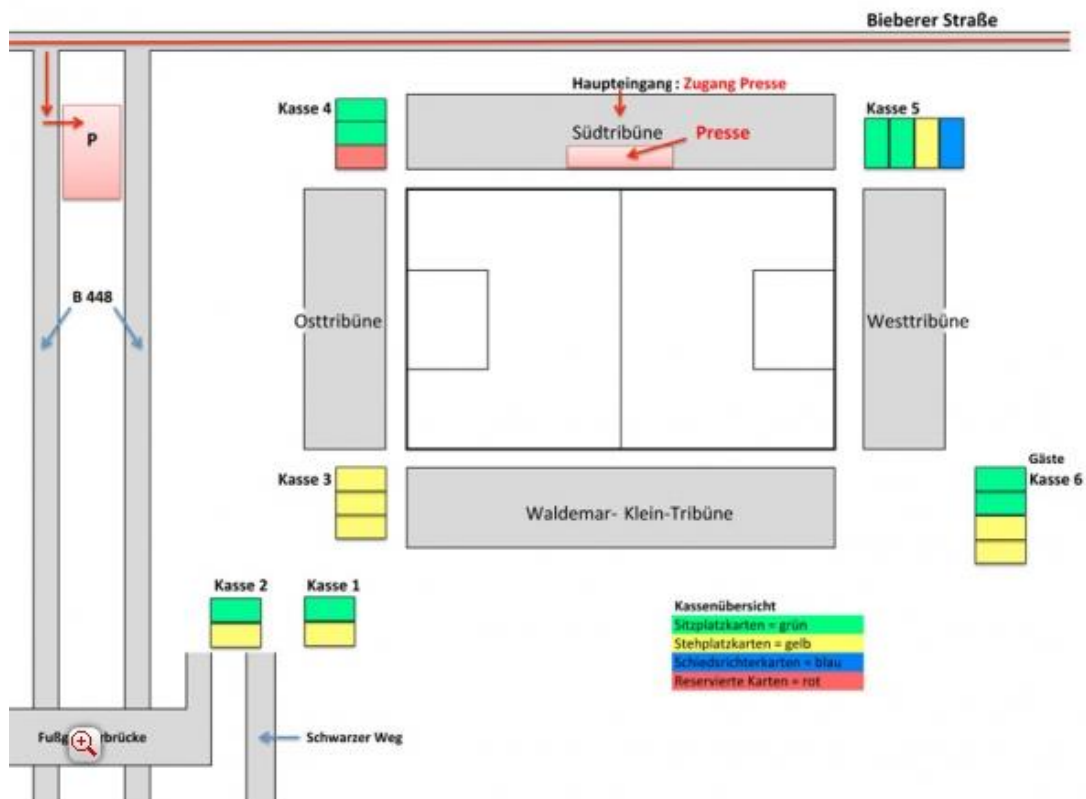 Bieberer Straße
Haupteingang : Zugang Presse
Kasse 4
Kasse 5
Südtribüne
Presse
P
B 448
Osttribüne
Westtribüne
Gäste
Kasse 3
Kasse 6
Waldemar- Klein-Tribüne
Kasse 2
Kasse 1
Kassenübersicht
Sitzplatzkarten = grün
Stehplatzkarten = gelb
Schiedsrichterkarten = blau
Reservierte Karten = rot
Schwarzer Weg